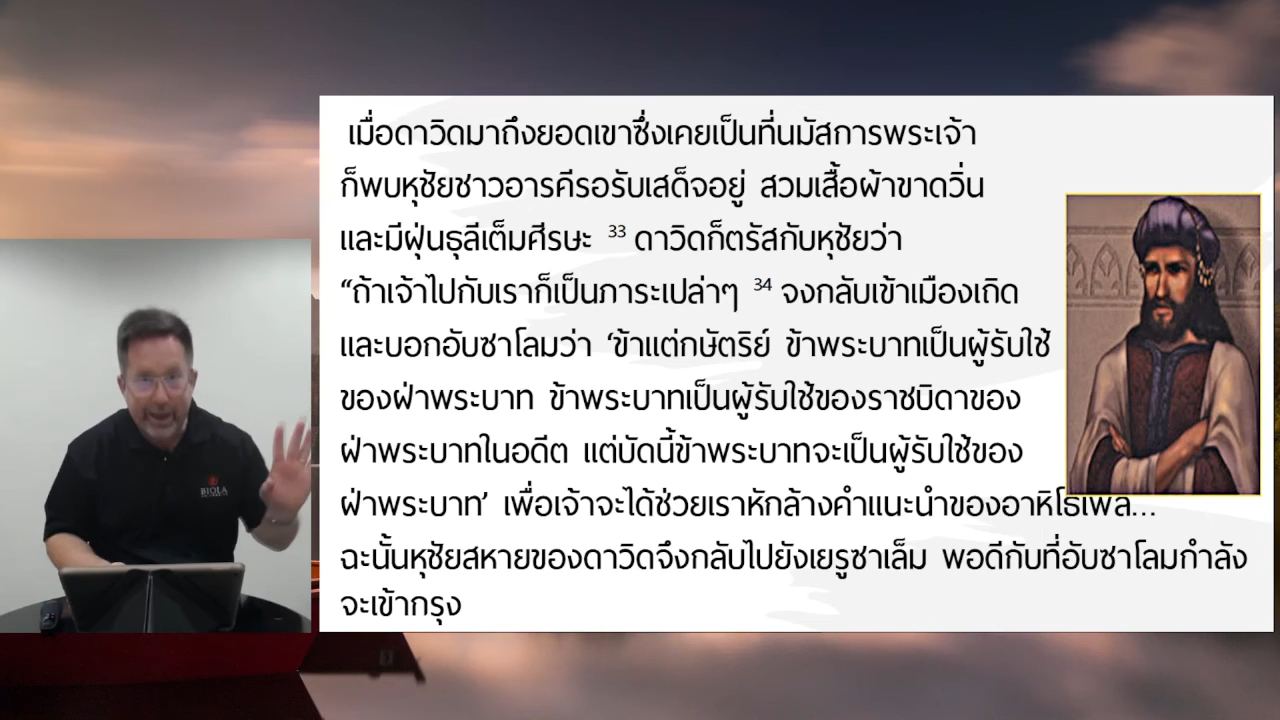 เมื่อดาวิดมาถึงยอดเขาซึ่งเคยเป็นที่นมัสการพระเจ้า
ก็พบหุชัยชาวอารคีรอรับเสด็จอยู่ สวมเสื้อผ้าขาดวิ่น
และมีฝุ่นธุลีเต็มศีรษะ ³³ ดาวิดก็ตรัสกับหุชัยว่า
“ถ้าเจ้าไปกับเราก็เป็นภาระเปล่าๆ ³⁴ จงกลับเข้าเมืองเถิด
และบอกอับซาโลมว่า ‘ข้าแต่กษัตริย์ ข้าพระบาทเป็นผู้รับใช้
ของฝ่าพระบาท ข้าพระบาทเป็นผู้รับใช้ของราชบิดาของ
ฝ่าพระบาทในอดีต แต่บัดนี้ข้าพระบาทจะเป็นผู้รับใช้ของ
ฝ่าพระบาท’ เพื่อเจ้าจะได้ช่วยเราหักล้างคำแนะนำของอาหิโธเฟล...
ฉะนั้นหุชัยสหายของดาวิดจึงกลับไปยังเยรูซาเล็ม พอดีกับที่อับซาโลมกำลัง
จะเข้ากรุง
BIOLA